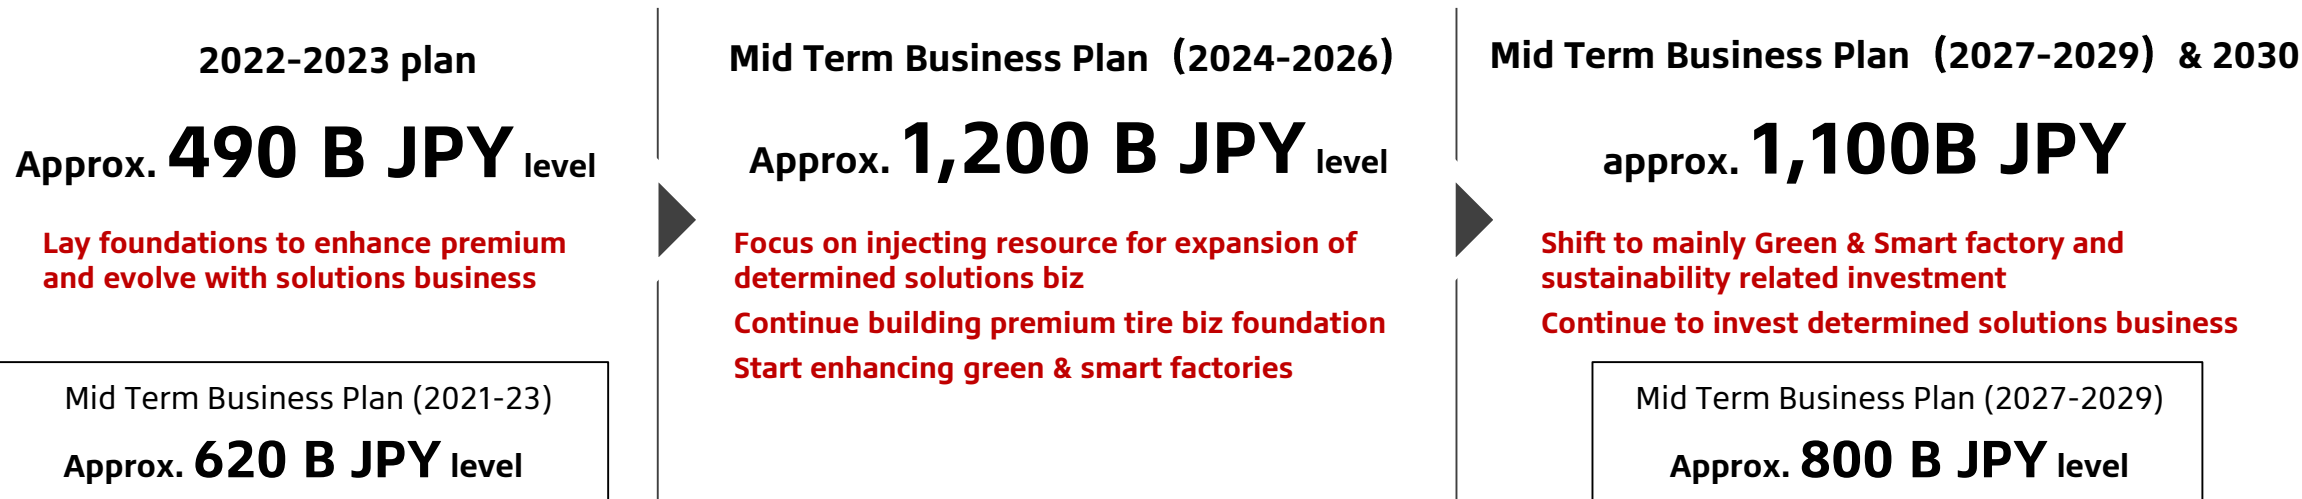 2022-2023 plan
Approx. 490 B JPY level
Lay foundations to enhance premium
and evolve with solutions business
Mid Term Business Plan (2021-23)
Approx. 620 B JPY level
Mid Term Business Plan（2024-2026）
Approx. 1,200 B JPY level
Focus on injecting resource for expansion of
determined solutions biz
Continue building premium tire biz foundation
Start enhancing green & smart factories
Mid Term Business Plan（2027-2029）& 2030
approx. 1,100B JPY
Shift to mainly Green & Smart factory and
sustainability related investment
Continue to invest determined solutions business
Mid Term Business Plan (2027-2029)
Approx. 800 B JPY level